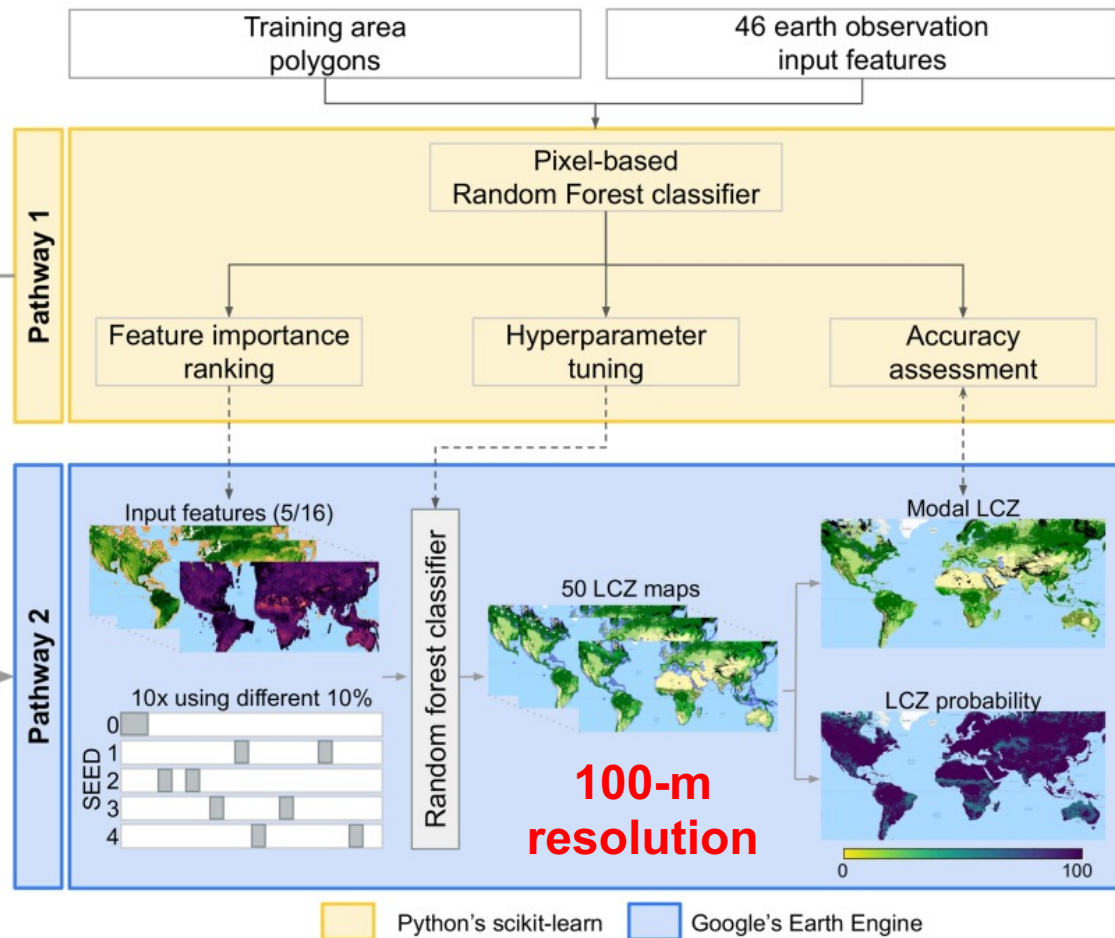 Training area
polygons
46 earth observation
input features
Pathway 1
Pixel-based
Random Forest classifier
Feature importance
ranking
Hyperparameter
tuning
Accuracy
assessment
Pathway 2
Input features (5/16)
10x using different 10%
SEED
0
1
2
3
4
Random forest classifier
50 LCZ maps
100-m
resolution
Modal LCZ
LCZ probability
0 100
Python's scikit-learn
Google's Earth Engine